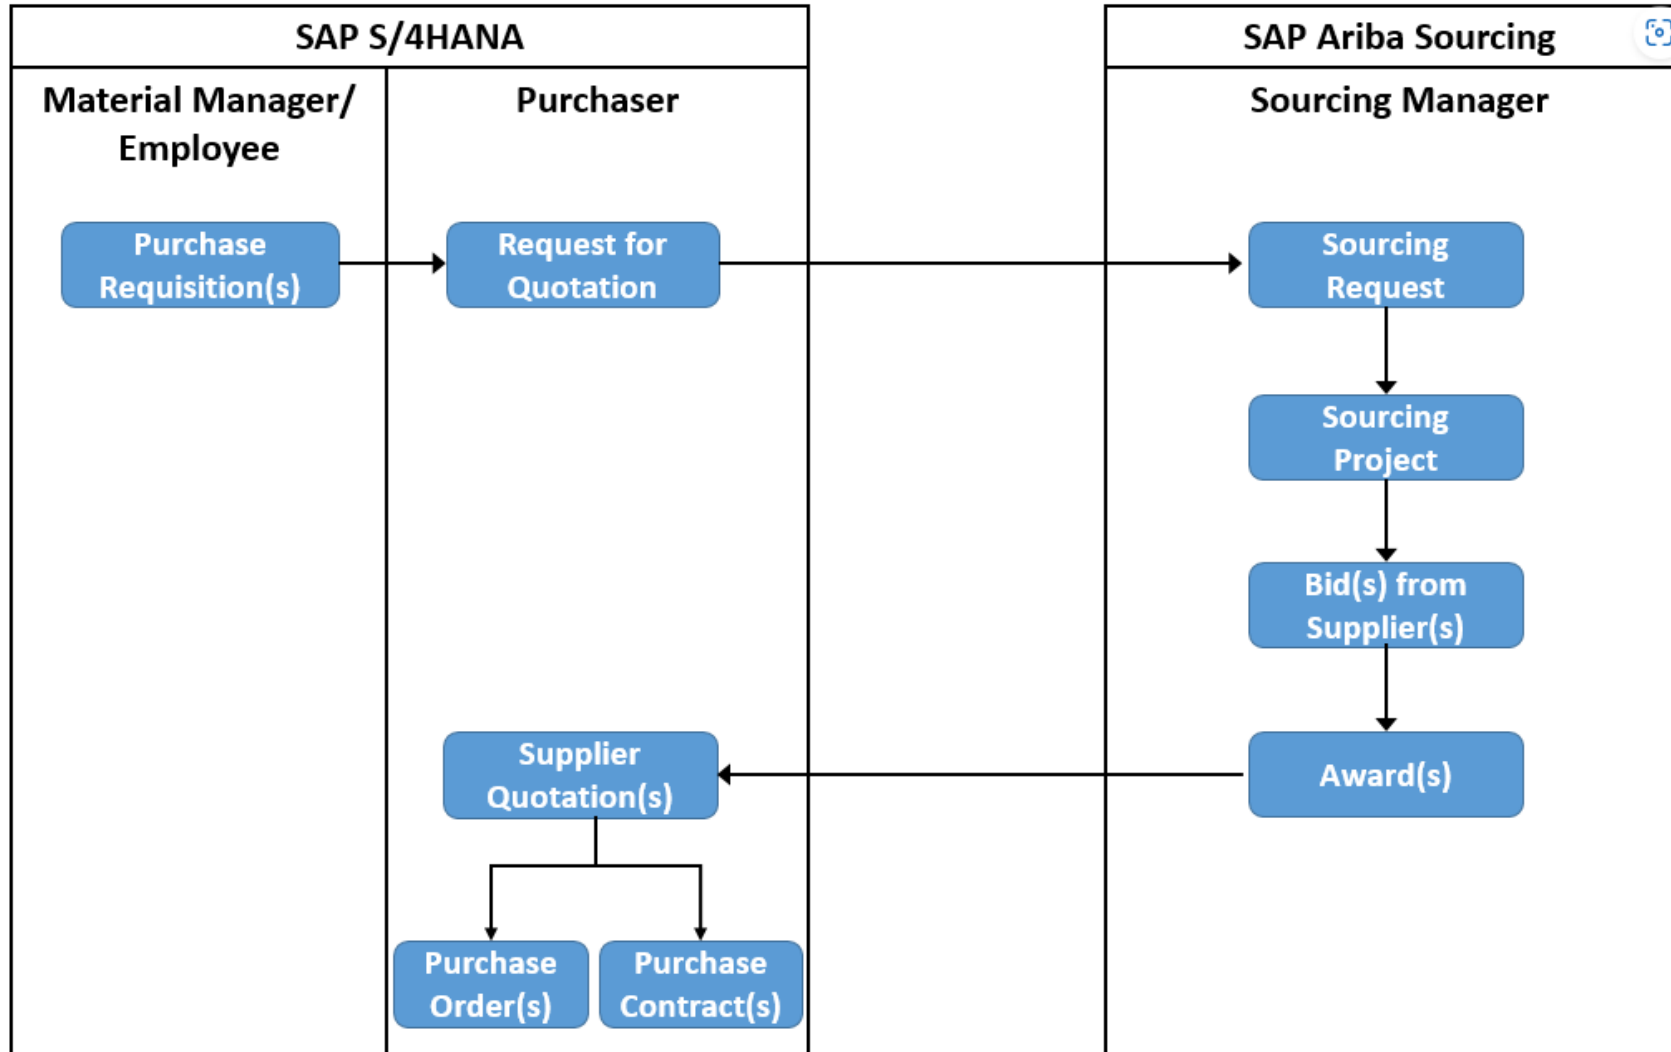 SAP S/4HANA
SAP Ariba Sourcing
Material Manager/
Employee
Purchaser
Sourcing Manager
Purchase
Requisition(s)
Request for
Quotation
Sourcing
Request
Sourcing
Project
Bid(s) from
Supplier(s)
Supplier
Quotation(s)
Award(s)
Purchase
Order(s)
Purchase
Contract(s)